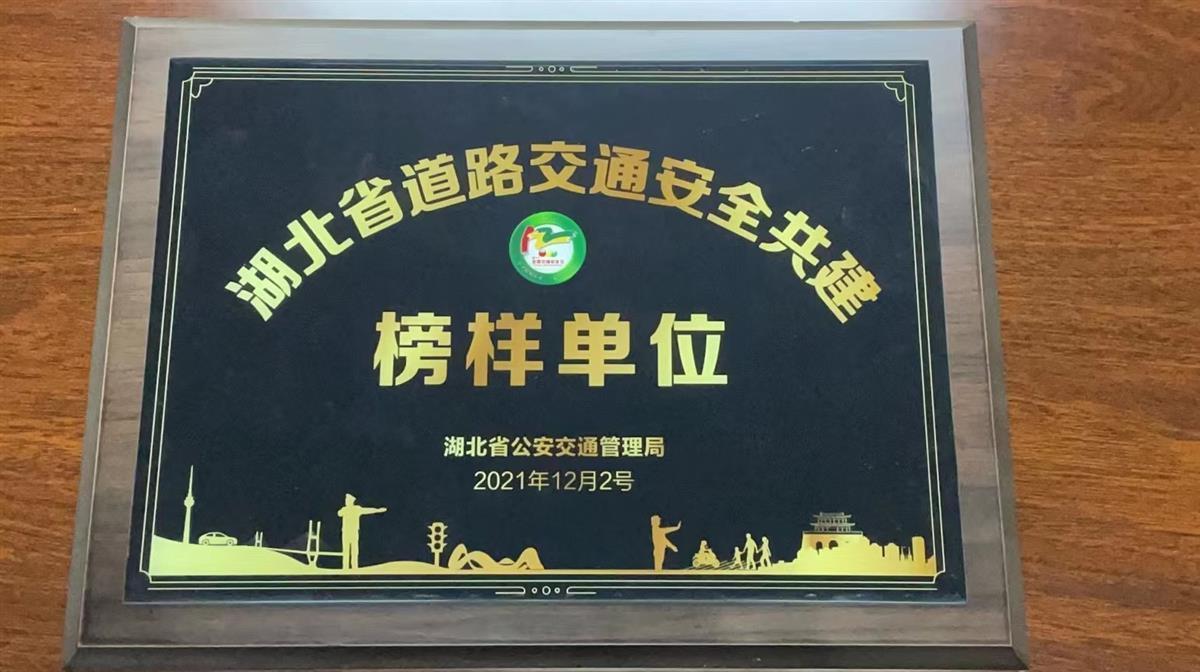 湖北省道路交通安全共建
榜样单位
湖北省公安交通管理局
2021年12月2号